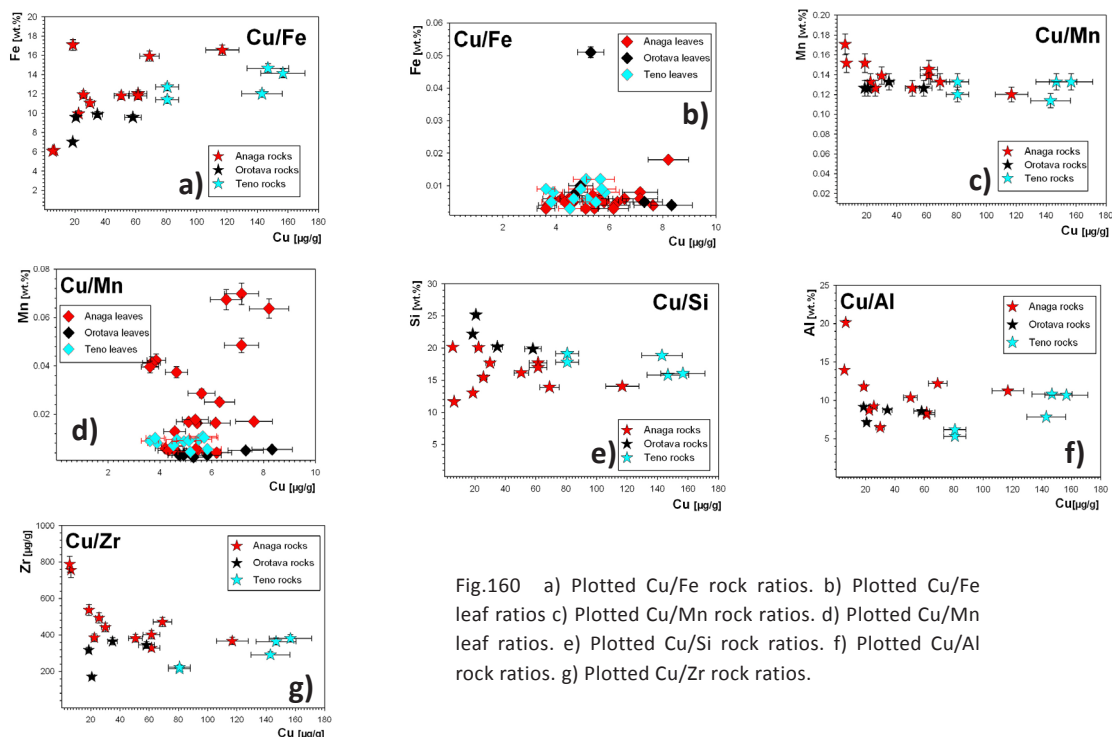 Cu/Fe
Fe [wt.%]
20
18
16
14
12
10
8
6
4
2
Anaga rocks
Orotava rocks
Teno rocks
a)
20 40 60 80 100 120 140 160 180
Cu [µg/g]
Cu/Fe
Fe [wt.%]
0.06
0.05
0.04
0.03
0.02
0.01
Anaga leaves
Orotava leaves
Teno leaves
b)
2 4 6 8 10
Cu [µg/g]
Cu/Mn
Mn [wt.%]
0.20
0.18
0.16
0.14
0.12
0.10
0.08
0.06
0.04
0.02
Anaga rocks
Orotava rocks
Teno rocks
c)
20 40 60 80 100 120 140 160 180
Cu [µg/g]
Cu/Mn
Mn [wt.%]
0.08
0.06
0.04
0.02
Anaga leaves
Orotava leaves
Teno leaves
d)
2 4 6 8 10
Cu [µg/g]
Cu/Si
Si [wt.%]
30
25
20
15
10
5
Anaga rocks
Orotava rocks
Teno rocks
e)
20 40 60 80 100 120 140 160 180
Cu [µg/g]
Cu/Al
Al [wt.%]
25
20
15
10
5
Anaga rocks
Orotava rocks
Teno rocks
f)
20 40 60 80 100 120 140 160 180
Cu[µg/g]
Cu/Zr
Zr [µg/g]
1000
800
600
400
200
Anaga rocks
Orotava rocks
Teno rocks
g)
20 40 60 80 100 120 140 160 180
Cu [µg/g]
Fig.160 a) Plotted Cu/Fe rock ratios. b) Plotted Cu/Fe
leaf ratios c) Plotted Cu/Mn rock ratios. d) Plotted Cu/Mn
leaf ratios. e) Plotted Cu/Si rock ratios. f) Plotted Cu/Al
rock ratios. g) Plotted Cu/Zr rock ratios.